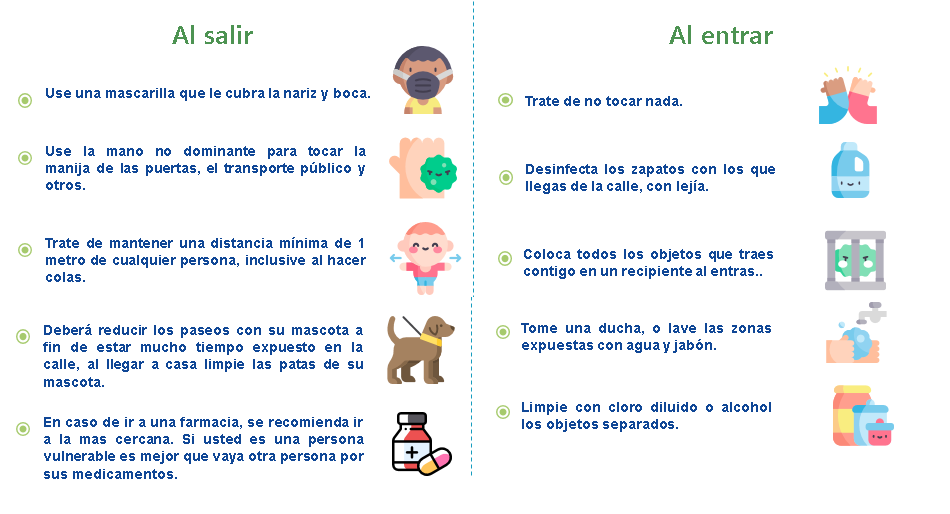 Al salir
Use una mascarilla que le cubra la nariz y boca.
Use la mano no dominante para tocar la
manija de las puertas, el transporte público y
otros.
Trate de mantener una distancia mínima de 1
metro de cualquier persona, inclusive al hacer
colas.
Deberá reducir los paseos con su mascota a
fin de estar mucho tiempo expuesto en la
calle, al llegar a casa limpie las patas de su
mascota.
En caso de ir a una farmacia, se recomienda ir
a la mas cercana. Si usted es una persona
vulnerable es mejor que vaya otra persona por
sus medicamentos.
Al entrar
Trate de no tocar nada.
Desinfecta los zapatos con los que
llegas de la calle, con lejía.
Coloca todos los objetos que traes
contigo en un recipiente al entras..
Tome una ducha, o lave las zonas
expuestas con agua y jabón.
Limpie con cloro diluido o alcohol
los objetos separados.